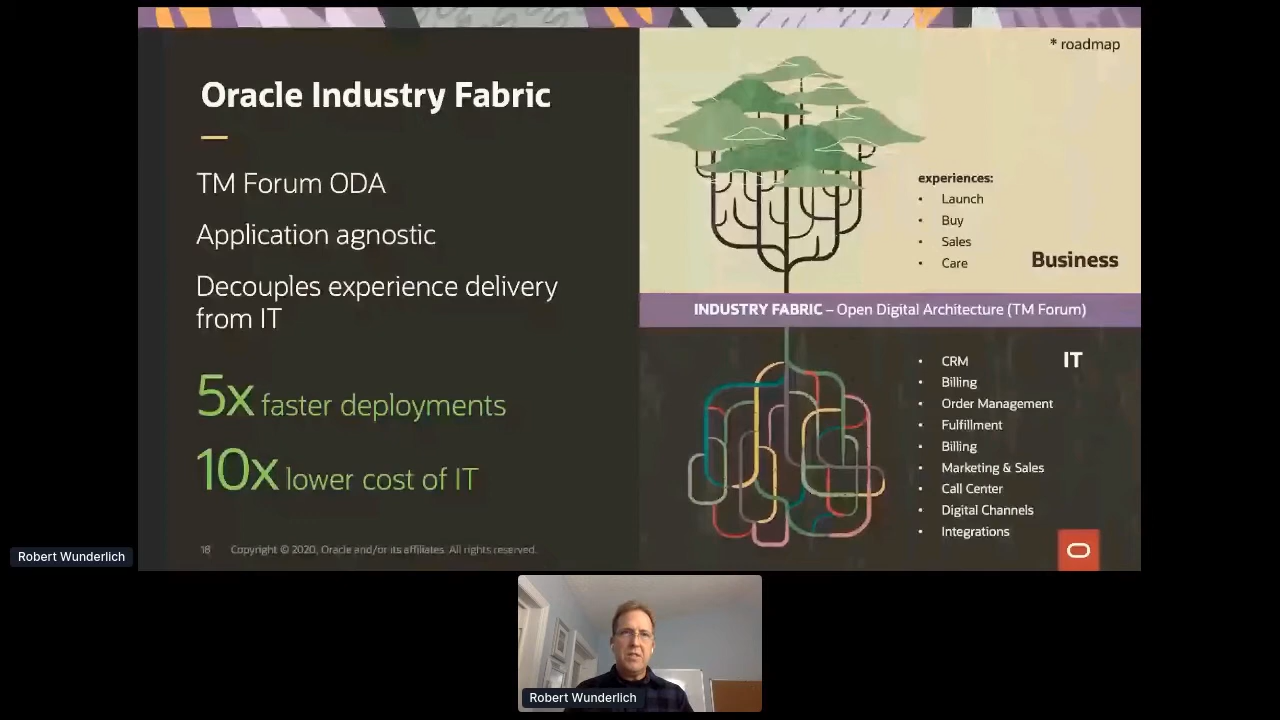 Oracle Industry Fabric
TM Forum ODA
Application agnostic
Decouples experience delivery
from IT
5x faster deployments
10x lower cost of IT
18 Copyright © 2020, Oracle and/or its affiliates. All rights reserved.
* roadmap
experiences:
• Launch
• Buy
• Sales
• Care
Business
INDUSTRY FABRIC – Open Digital Architecture (TM Forum)
IT
• CRM
• Billing
• Order Management
• Fulfillment
• Billing
• Marketing & Sales
• Call Center
• Digital Channels
• Integrations
Robert Wunderlich
Robert Wunderlich